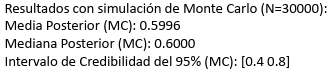 Resultados con simulación de Monte Carlo (N=30000):
Media Posterior (MC): 0.5996
Mediana Posterior (MC): 0.6000
Intervalo de Credibilidad del 95% (MC): [0.4 0.8]